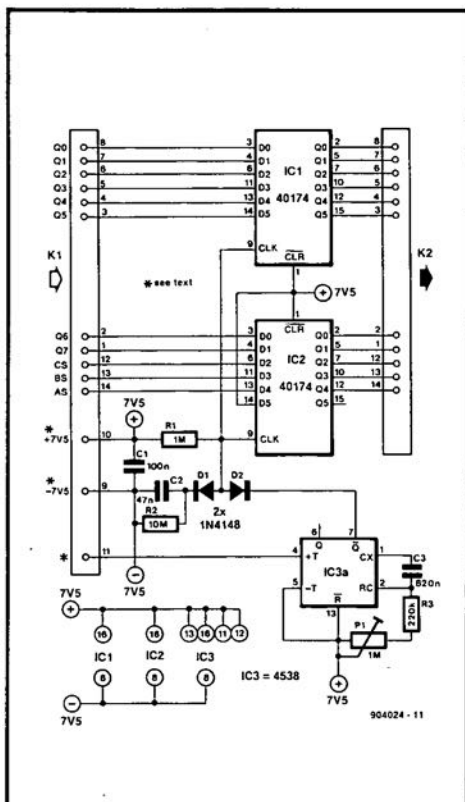 Q0 8 3 D0 Q0 2 8
Q1 7 4 D1 Q1 5 7
Q2 6 6 D2 IC1 Q2 7 6
Q3 5 11 D3 Q3 10 5
Q4 4 13 D4 40174 Q4 12 4
Q5 3 14 D5 Q5 15 3
K1 9 CLK CLR K2
1
* see text
7V5
1
CLR
Q6 2 3 D0 Q0 2 2
Q7 1 4 D1 IC2 Q1 5 1
CS 12 6 D2 Q2 7 12
BS 13 11 D3 40174 Q3 10 13
AS 14 13 D4 Q4 12 14
7V5 14 D5 Q5 15
*
+7V5 10 R1 1M 9 CLK
C1
100n
*
-7V5 9 C2 D1 D2
47n
R2 10M 2x 1N4148
6 7
Q Q
* 11 4 +T CX 1 C3
IC3a 820n
5 -T RC 2
R R3 220k
13 P1
7V5 1M
7V5
16 16 13 16 11 12
IC1 IC2 IC3 IC3 = 4538
8 8 8
7V5
7V5
904024 - 11